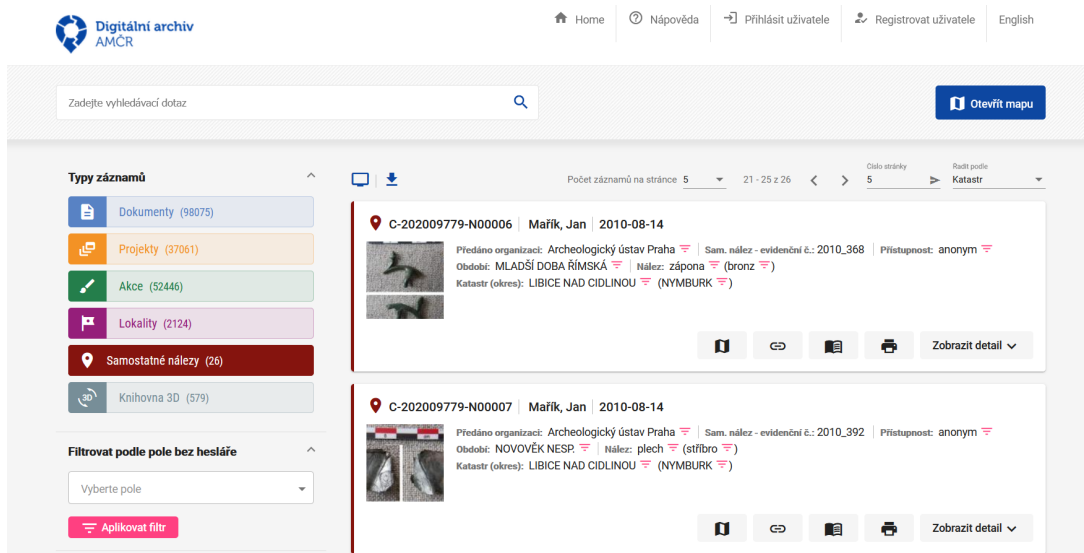 Digitální archiv
AMČR
Home
Nápověda
Přihlásit uživatele
Registrovat uživatele
English
Zadejte vyhledávací dotaz
Otevřít mapu
Typy záznamů
Dokumenty (98075)
Projekty (37061)
Akce (52446)
Lokality (2124)
Samostatné nálezy (26)
3D Knihovna 3D (579)
Filtrovat podle pole bez hesláře
Vyberte pole
Aplikovat filtr
Počet záznamů na stránce 5
21 - 25 z 26
Číslo stránky
5
Řadit podle
Katastr
C-202009779-N00006 Mařík, Jan 2010-08-14
Předáno organizaci: Archeologický ústav Praha Sam. nález - evidenční č.: 2010_368 Přístupnost: anonym
Období: MLADŠÍ DOBA ŘÍMSKÁ Nález: zápona (bronz)
Katastr (okres): LIBICE NAD CIDLINOU (NYMBURK)
Zobrazit detail
C-202009779-N00007 Mařík, Jan 2010-08-14
Předáno organizaci: Archeologický ústav Praha Sam. nález - evidenční č.: 2010_392 Přístupnost: anonym
Období: NOVOVĚK NESP. Nález: plech (stříbro)
Katastr (okres): LIBICE NAD CIDLINOU (NYMBURK)
Zobrazit detail